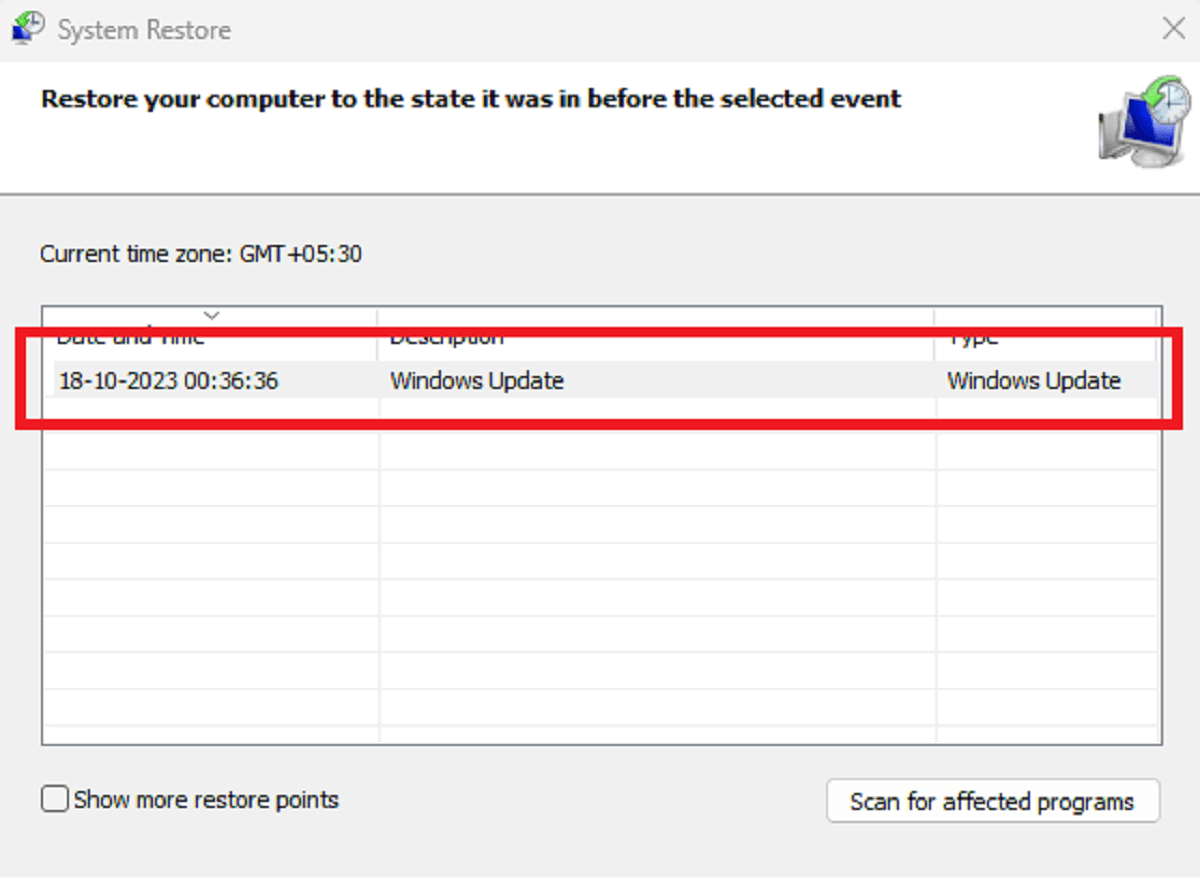 System Restore
Restore your computer to the state it was in before the selected event
Current time zone: GMT+05:30
Date and Time Description Type
18-10-2023 00:36:36 Windows Update Windows Update
Show more restore points
Scan for affected programs